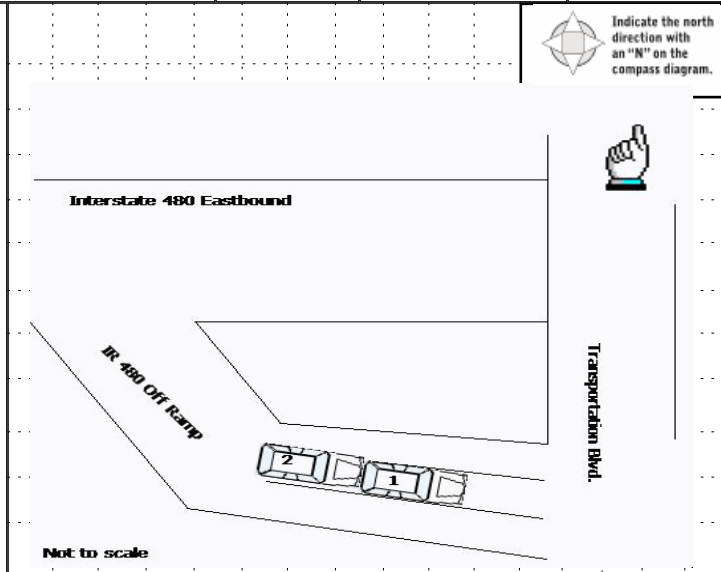 Indicate the north
direction with
an "N" on the
compass diagram.
Interstate 480 Eastbound
IR 480 Off Ramp
Transportation Blvd.
2
1
Not to scale